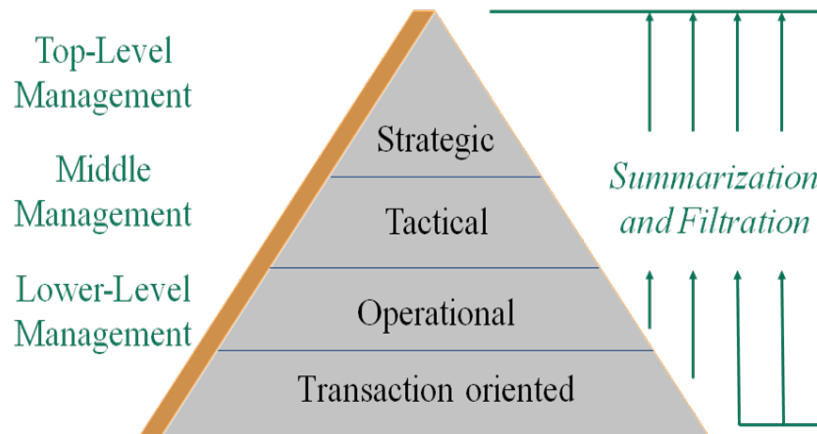 Top-Level
Management
Middle
Management
Lower-Level
Management
Strategic
Tactical
Operational
Transaction oriented
Summarization
and Filtration